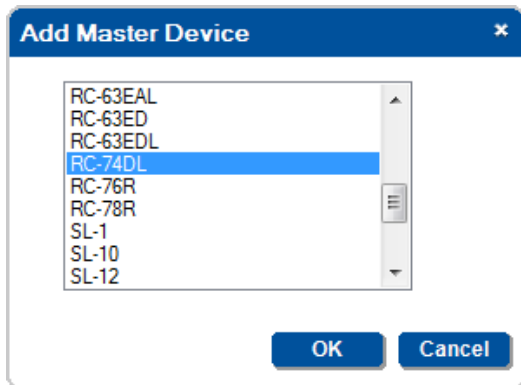 Add Master Device
RC-63EAL
RC-63ED
RC-63EDL
RC-74DL
RC-76R
RC-78R
SL-1
SL-10
SL-12
OK Cancel